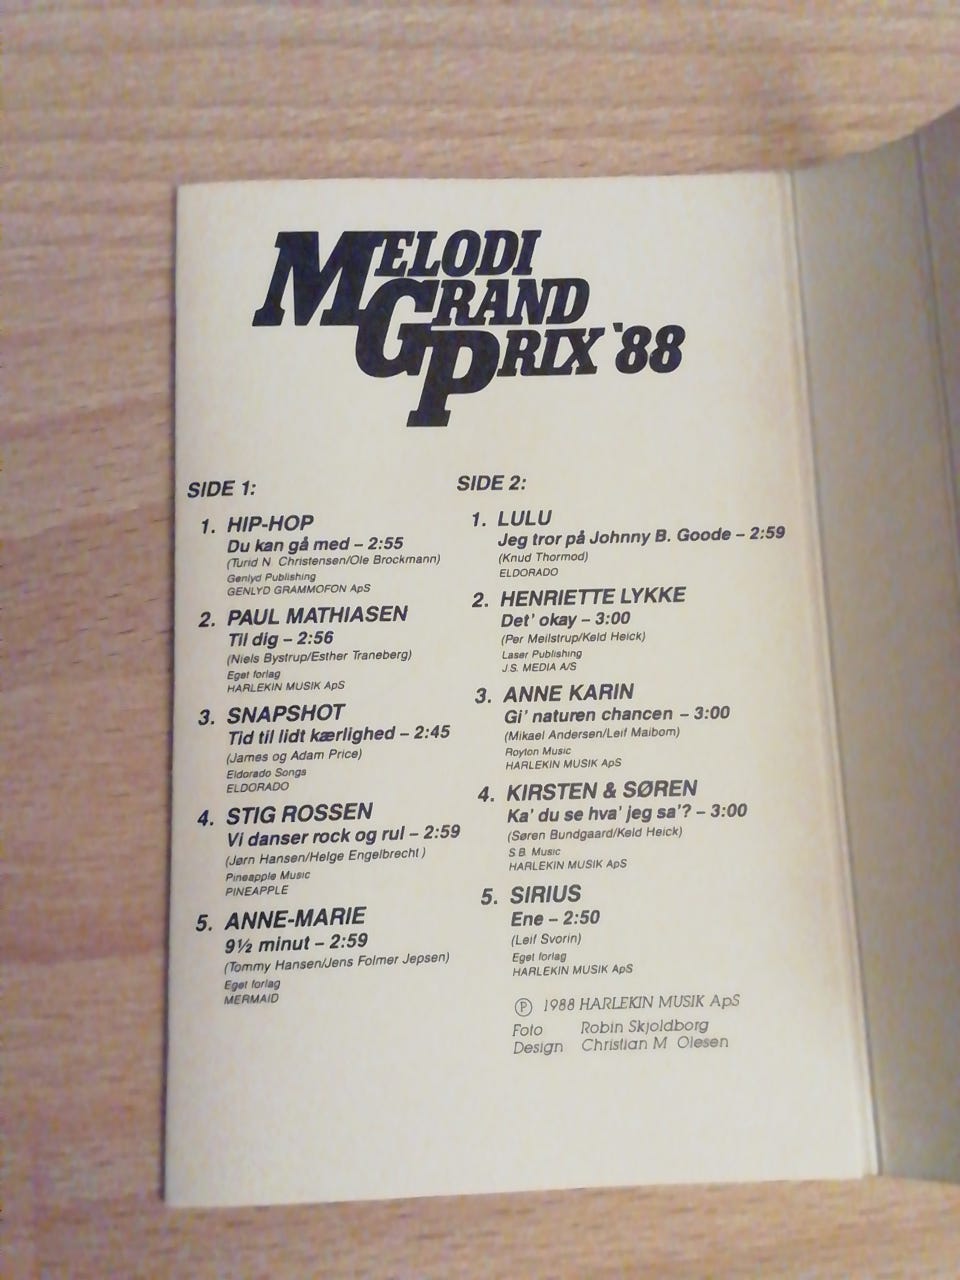 MELODI
GRAND
PRIX '88
SIDE 1:
1. HIP-HOP
Du kan gå med – 2:55
(Turid N. Christensen/Ole Brockmann)
Genlyd Publishing
GENLYD GRAMMOFON ApS
2. PAUL MATHIASEN
Til dig – 2:56
(Niels Bystrup/Esther Traneberg)
Eget forlag
HARLEKIN MUSIK ApS
3. SNAPSHOT
Tid til lidt kærlighed – 2:45
(James og Adam Price)
Eldorado Songs
ELDORADO
4. STIG ROSSEN
Vi danser rock og rul – 2:59
(Jørn Hansen/Helge Engelbrecht)
Pineapple Music
PINEAPPLE
5. ANNE-MARIE
9½ minut – 2:59
(Tommy Hansen/Jens Folmer Jepsen)
Eget forlag
MERMAID
SIDE 2:
1. LULU
Jeg tror på Johnny B. Goode – 2:59
(Knud Thormod)
ELDORADO
2. HENRIETTE LYKKE
Det' okay – 3:00
(Per Meilstrup/Keld Heick)
Laser Publishing
J.S. MEDIA A/S
3. ANNE KARIN
Gi' naturen chancen – 3:00
(Mikael Andersen/Leif Maibom)
Royton Music
HARLEKIN MUSIK ApS
4. KIRSTEN & SØREN
Ka' du se hva' jeg sa'? – 3:00
(Søren Bundgaard/Keld Heick)
S.B. Music
HARLEKIN MUSIK ApS
5. SIRIUS
Ene – 2:50
(Leif Svorin)
Eget forlag
HARLEKIN MUSIK ApS
℗ 1988 HARLEKIN MUSIK ApS
Foto Robin Skjoldborg
Design Christian M. Olesen